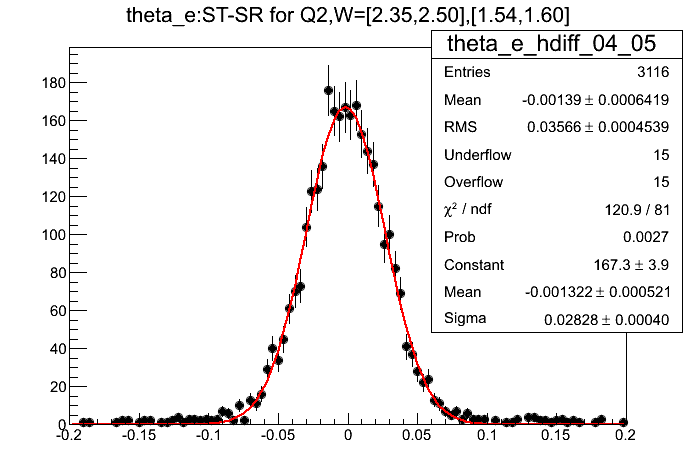 theta_e:ST-SR for Q2,W=[2.35,2.50],[1.54,1.60]
theta_e_hdiff_04_05
Entries 3116
Mean -0.00139 ± 0.0006419
RMS 0.03566 ± 0.0004539
Underflow 15
Overflow 15
χ² / ndf 120.9 / 81
Prob 0.0027
Constant 167.3 ± 3.9
Mean -0.001322 ± 0.000521
Sigma 0.02828 ± 0.00040
180
160
140
120
100
80
60
40
20
0
-0.2 -0.15 -0.1 -0.05 0 0.05 0.1 0.15 0.2